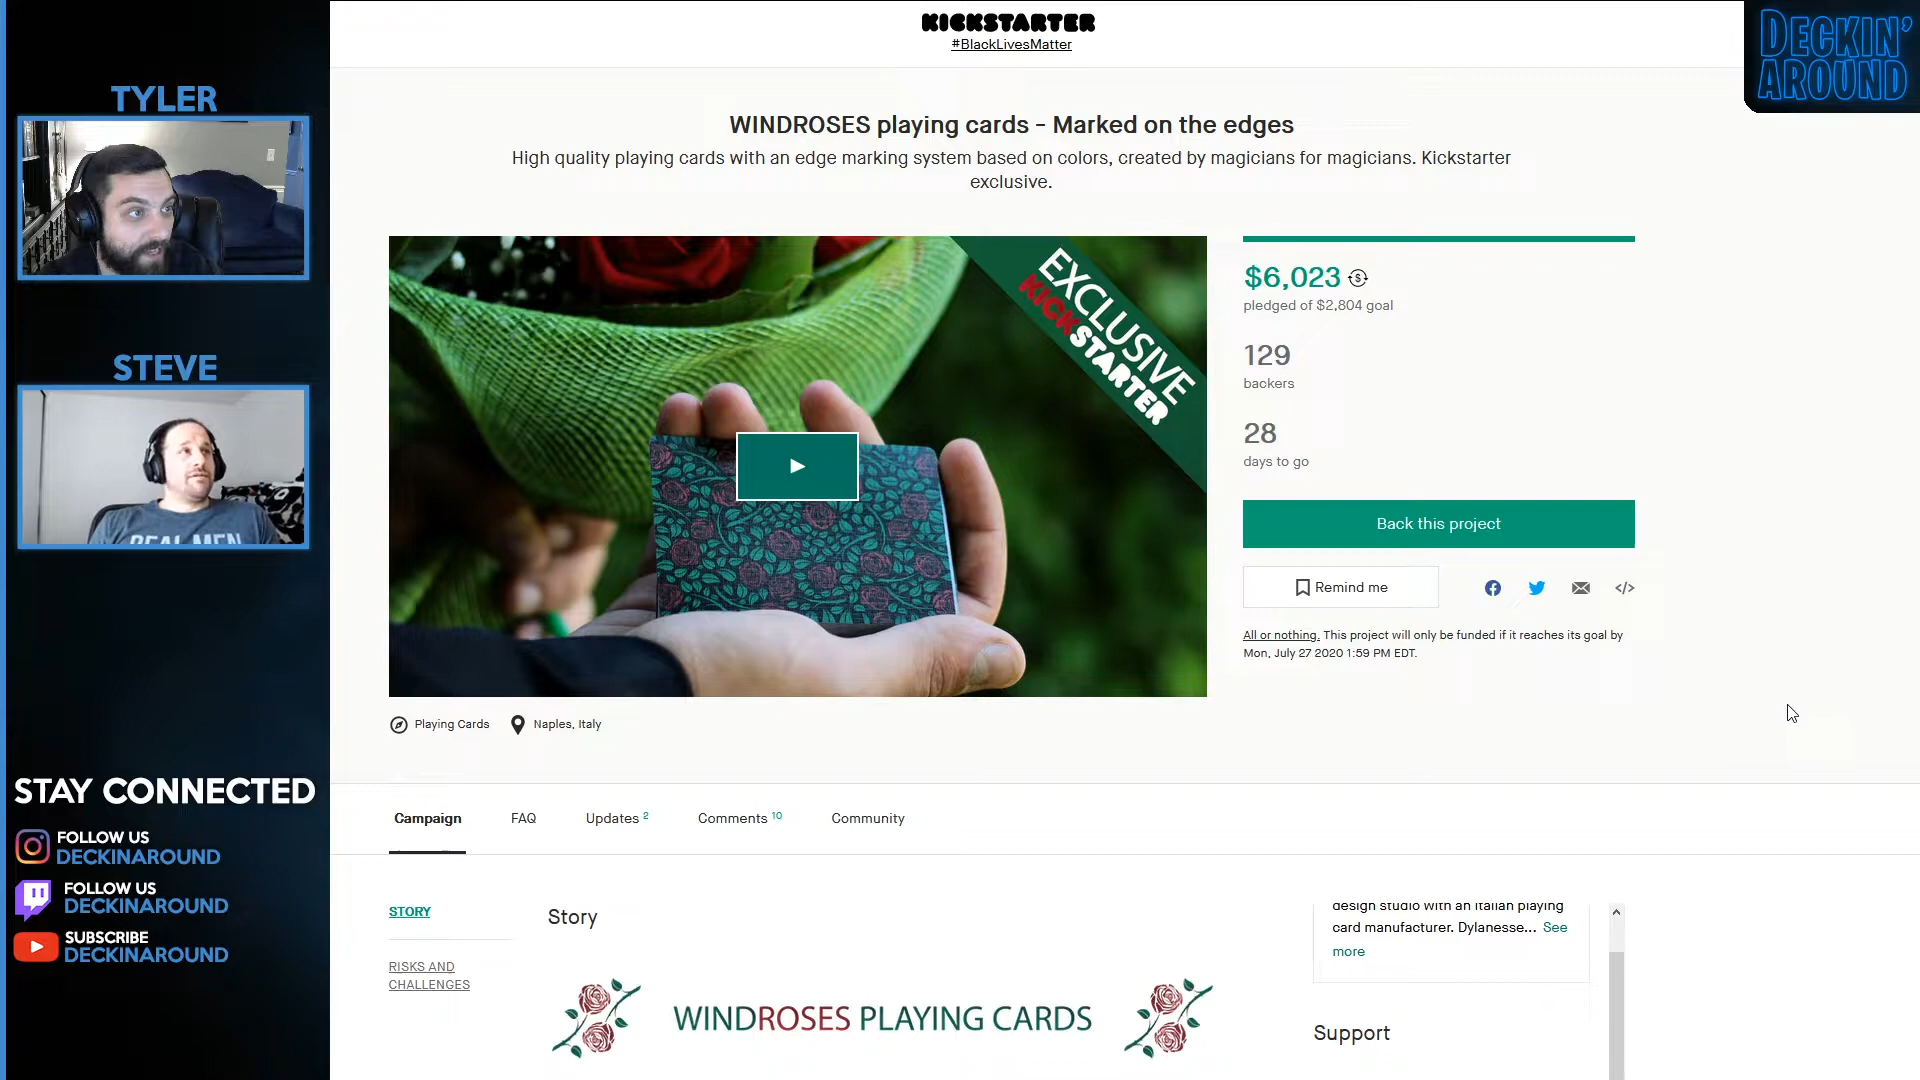 TYLER
STEVE
REAL MEN
STAY CONNECTED
FOLLOW US
DECKINAROUND
FOLLOW US
DECKINAROUND
SUBSCRIBE
DECKINAROUND
KICKSTARTER
#BlackLivesMatter
DECKIN'
AROUND
WINDROSES playing cards - Marked on the edges
High quality playing cards with an edge marking system based on colors, created by magicians for magicians. Kickstarter
exclusive.
EXCLUSIVE
KICKSTARTER
$6,023
pledged of $2,804 goal
129
backers
28
days to go
Back this project
Remind me
All or nothing. This project will only be funded if it reaches its goal by
Mon, July 27 2020 1:59 PM EDT.
Playing Cards
Naples, Italy
Campaign
FAQ
Updates 2
Comments 10
Community
STORY
RISKS AND
CHALLENGES
Story
WINDROSES PLAYING CARDS
design studio with an Italian playing
card manufacturer. Dylanesse... See
more
Support